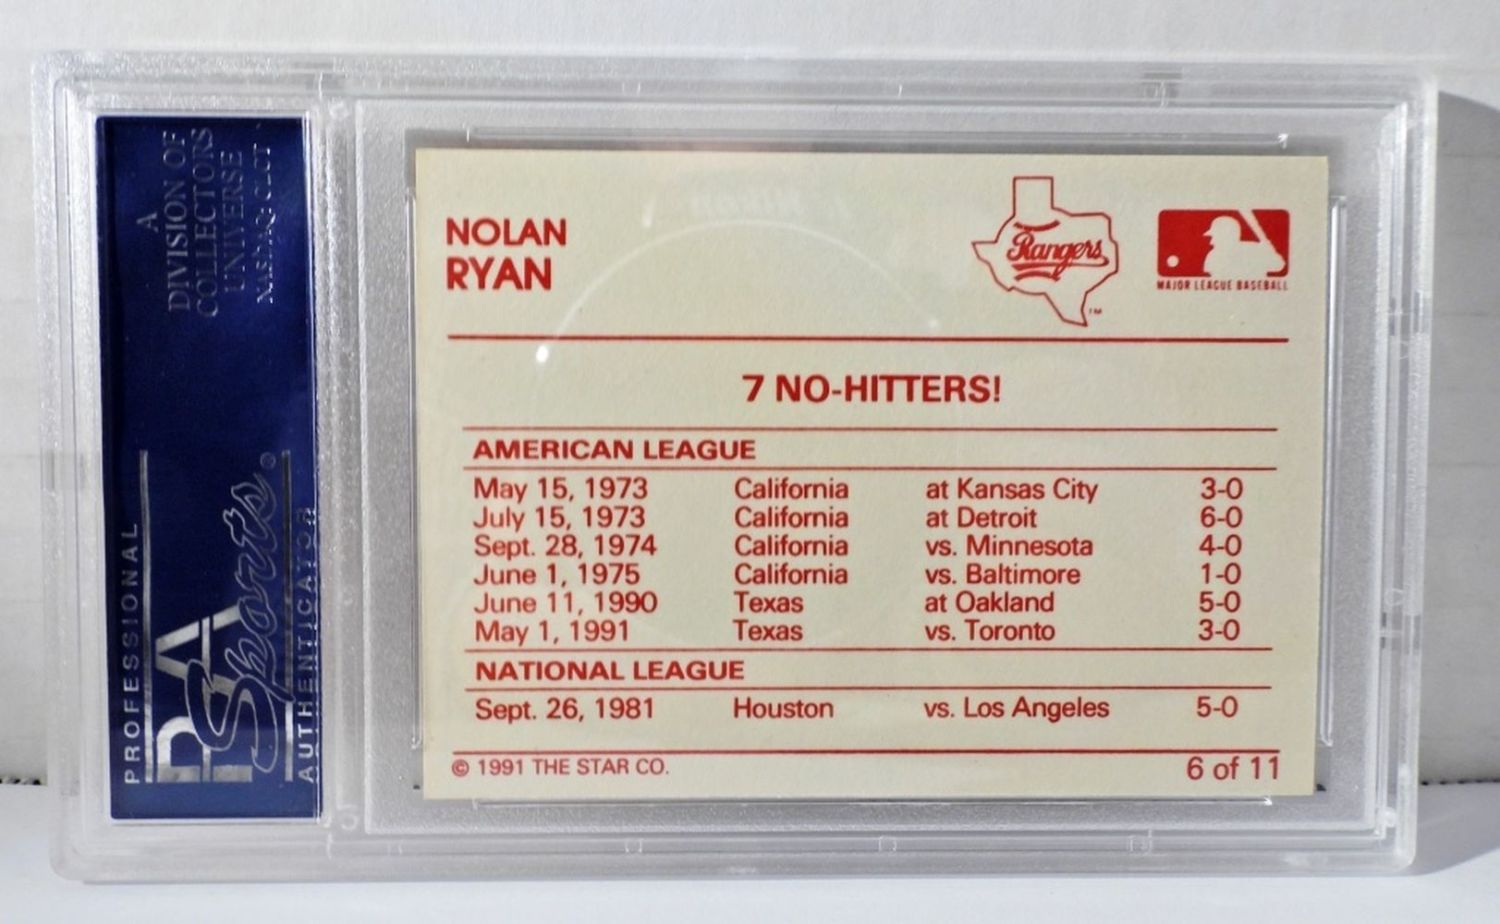 A
DIVISION OF
COLLECTORS
UNIVERSE
NASDAQ: CLCT
PROFESSIONAL
PSA
Sports®
AUTHENTICATOR
NOLAN
RYAN
Rangers
TM
MAJOR LEAGUE BASEBALL
7 NO-HITTERS!
AMERICAN LEAGUE
May 15, 1973 California at Kansas City 3-0
July 15, 1973 California at Detroit 6-0
Sept. 28, 1974 California vs. Minnesota 4-0
June 1, 1975 California vs. Baltimore 1-0
June 11, 1990 Texas at Oakland 5-0
May 1, 1991 Texas vs. Toronto 3-0
NATIONAL LEAGUE
Sept. 26, 1981 Houston vs. Los Angeles 5-0
© 1991 THE STAR CO. 6 of 11